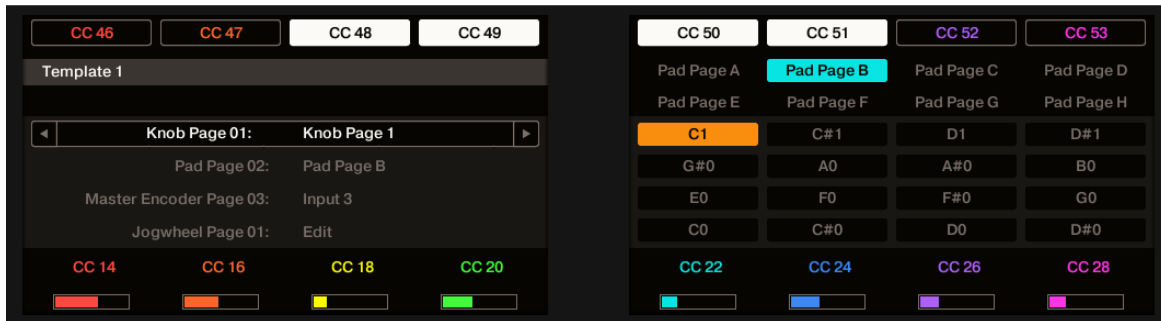 CC 46 CC 47 CC 48 CC 49
Template 1
Knob Page 01: Knob Page 1
Pad Page 02: Pad Page B
Master Encoder Page 03: Input 3
Jogwheel Page 01: Edit
CC 14 CC 16 CC 18 CC 20
CC 50 CC 51 CC 52 CC 53
Pad Page A Pad Page B Pad Page C Pad Page D
Pad Page E Pad Page F Pad Page G Pad Page H
C1 C#1 D1 D#1
G#0 A0 A#0 B0
E0 F0 F#0 G0
C0 C#0 D0 D#0
CC 22 CC 24 CC 26 CC 28